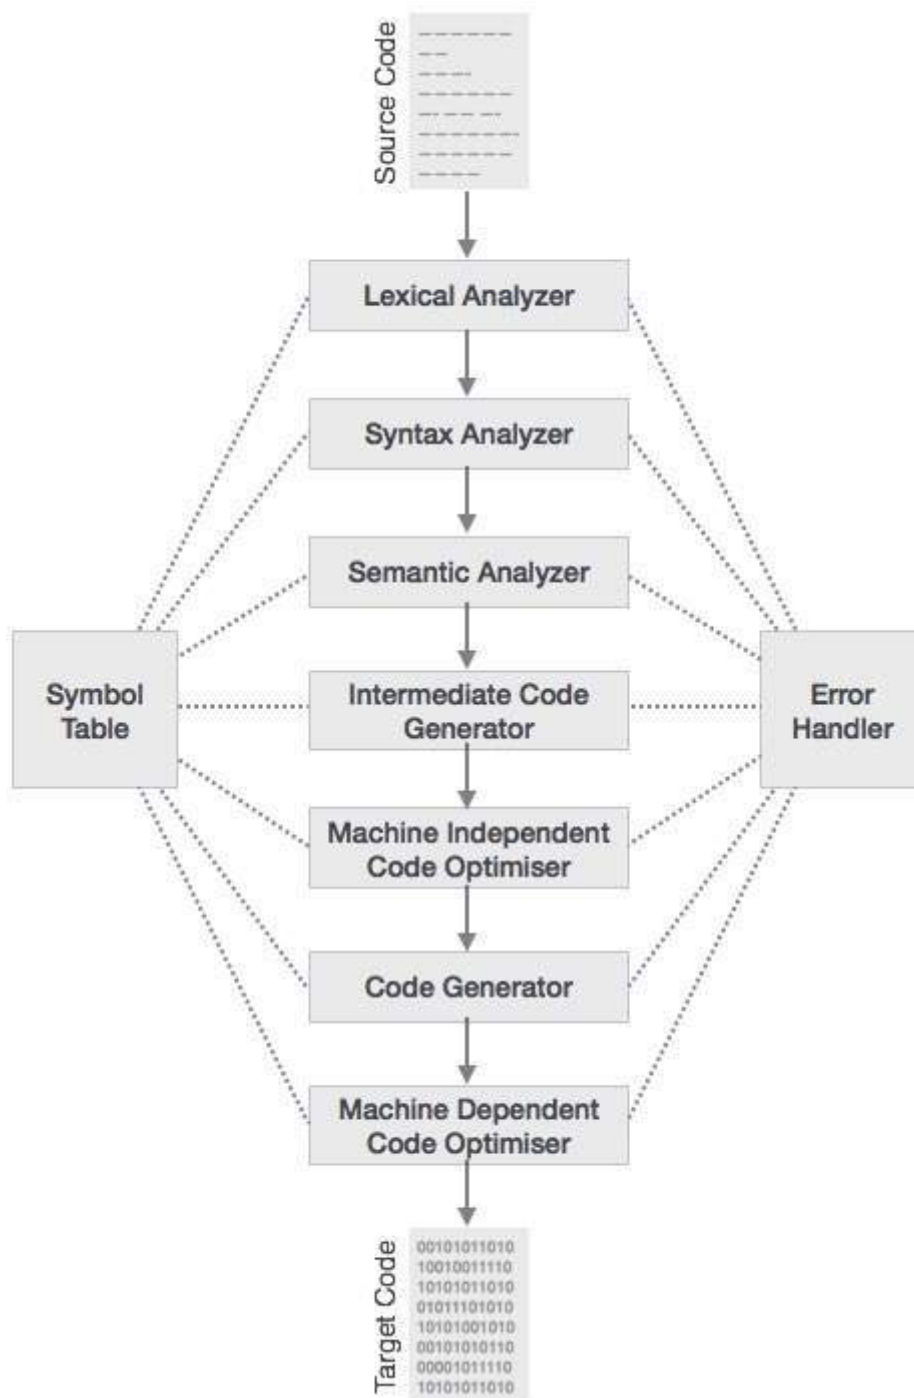 Source Code
Lexical Analyzer
Syntax Analyzer
Semantic Analyzer
Symbol
Table
Intermediate Code
Generator
Error
Handler
Machine Independent
Code Optimiser
Code Generator
Machine Dependent
Code Optimiser
Target Code
00101011010
10010011110
10101011010
01011101010
10101001010
00101010110
00001011110
10101011010